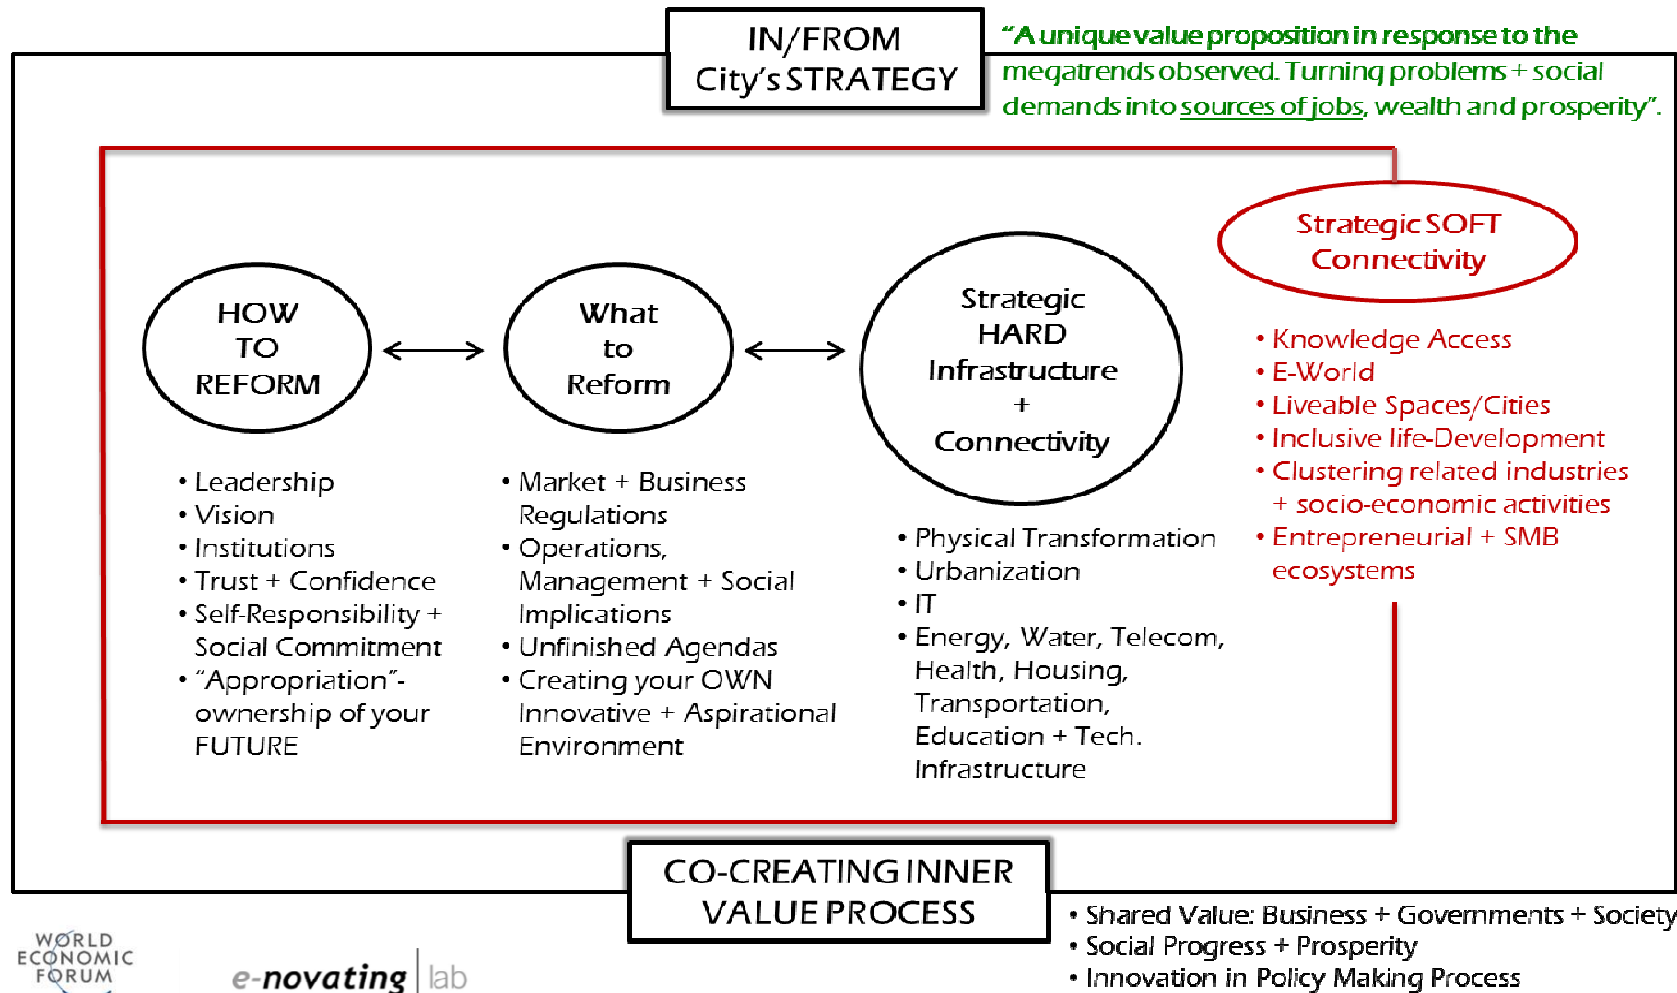 IN/FROM
City's STRATEGY
"A unique value proposition in response to the
megatrends observed. Turning problems + social
demands into sources of jobs, wealth and prosperity".
HOW
TO
REFORM
• Leadership
• Vision
• Institutions
• Trust + Confidence
• Self-Responsibility +
Social Commitment
• "Appropriation"-
ownership of your
FUTURE
What
to
Reform
• Market + Business
Regulations
• Operations,
Management + Social
Implications
• Unfinished Agendas
• Creating your OWN
Innovative + Aspirational
Environment
Strategic
HARD
Infrastructure
+
Connectivity
• Physical Transformation
• Urbanization
• IT
• Energy, Water, Telecom,
Health, Housing,
Transportation,
Education + Tech.
Infrastructure
Strategic SOFT
Connectivity
• Knowledge Access
• E-World
• Liveable Spaces/Cities
• Inclusive life-Development
• Clustering related industries
+ socio-economic activities
• Entrepreneurial + SMB
ecosystems
CO-CREATING INNER
VALUE PROCESS
• Shared Value: Business + Governments + Society
• Social Progress + Prosperity
• Innovation in Policy Making Process
WORLD
ECONOMIC
FORUM
e-novating lab